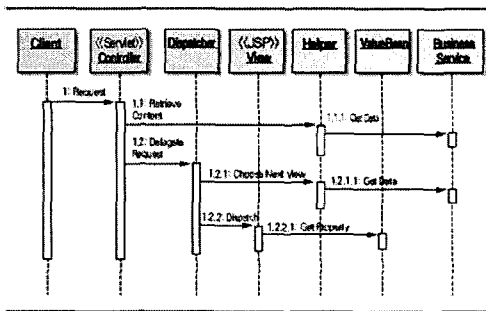 Client
<<Servlet>>
Controller
Dispatcher
<<JSP>>
View
Helper
ValueBean
Business
Service
1: Request
1.1: Retrieve
Content
1.1.1: Get Data
1.2: Delegate
Request
1.2.1: Choose Next View
1.2.1.1: Get Data
1.2.2: Dispatch
1.2.2.1: Get Property